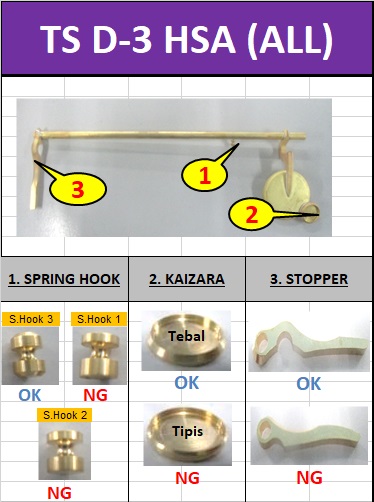 TS D-3 HSA (ALL)
3
1
2
1. SPRING HOOK
2. KAIZARA
3. STOPPER
S.Hook 3
S.Hook 1
OK
NG
S.Hook 2
NG
Tebal
OK
Tipis
NG
OK
NG